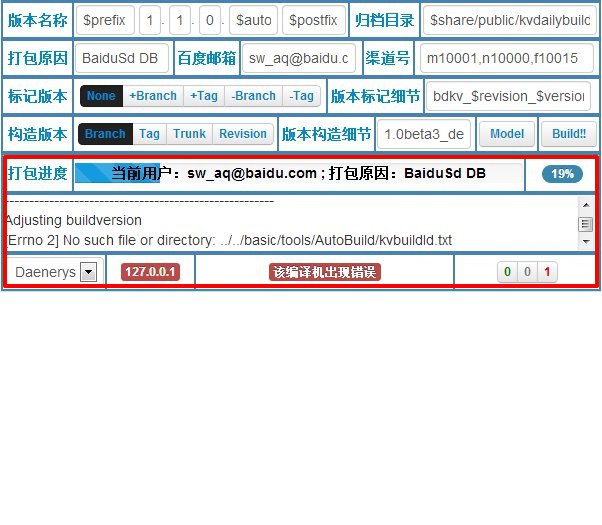 版本名称 $prefix 1 . 1 . 0 . $auto $postfix 归档目录 $share/public/kvdailybuild
打包原因 BaiduSd DB 百度邮箱 sw_aq@baidu.c 渠道号 m10001,n10000,f10015
标记版本 None +Branch +Tag -Branch -Tag 版本标记细节 bdkv_$revision_$version
构造版本 Branch Tag Trunk Revision 版本构造细节 1.0beta3_de Model Build!!
打包进度 当前用户：sw_aq@baidu.com ; 打包原因：BaiduSd DB 19%
--------------------------------------------------------------------
Adjusting buildversion
[Errno 2] No such file or directory: ../../basic/tools/AutoBuild/kvbuildid.txt
Daenerys 127.0.0.1 该编译机出现错误 0 0 1